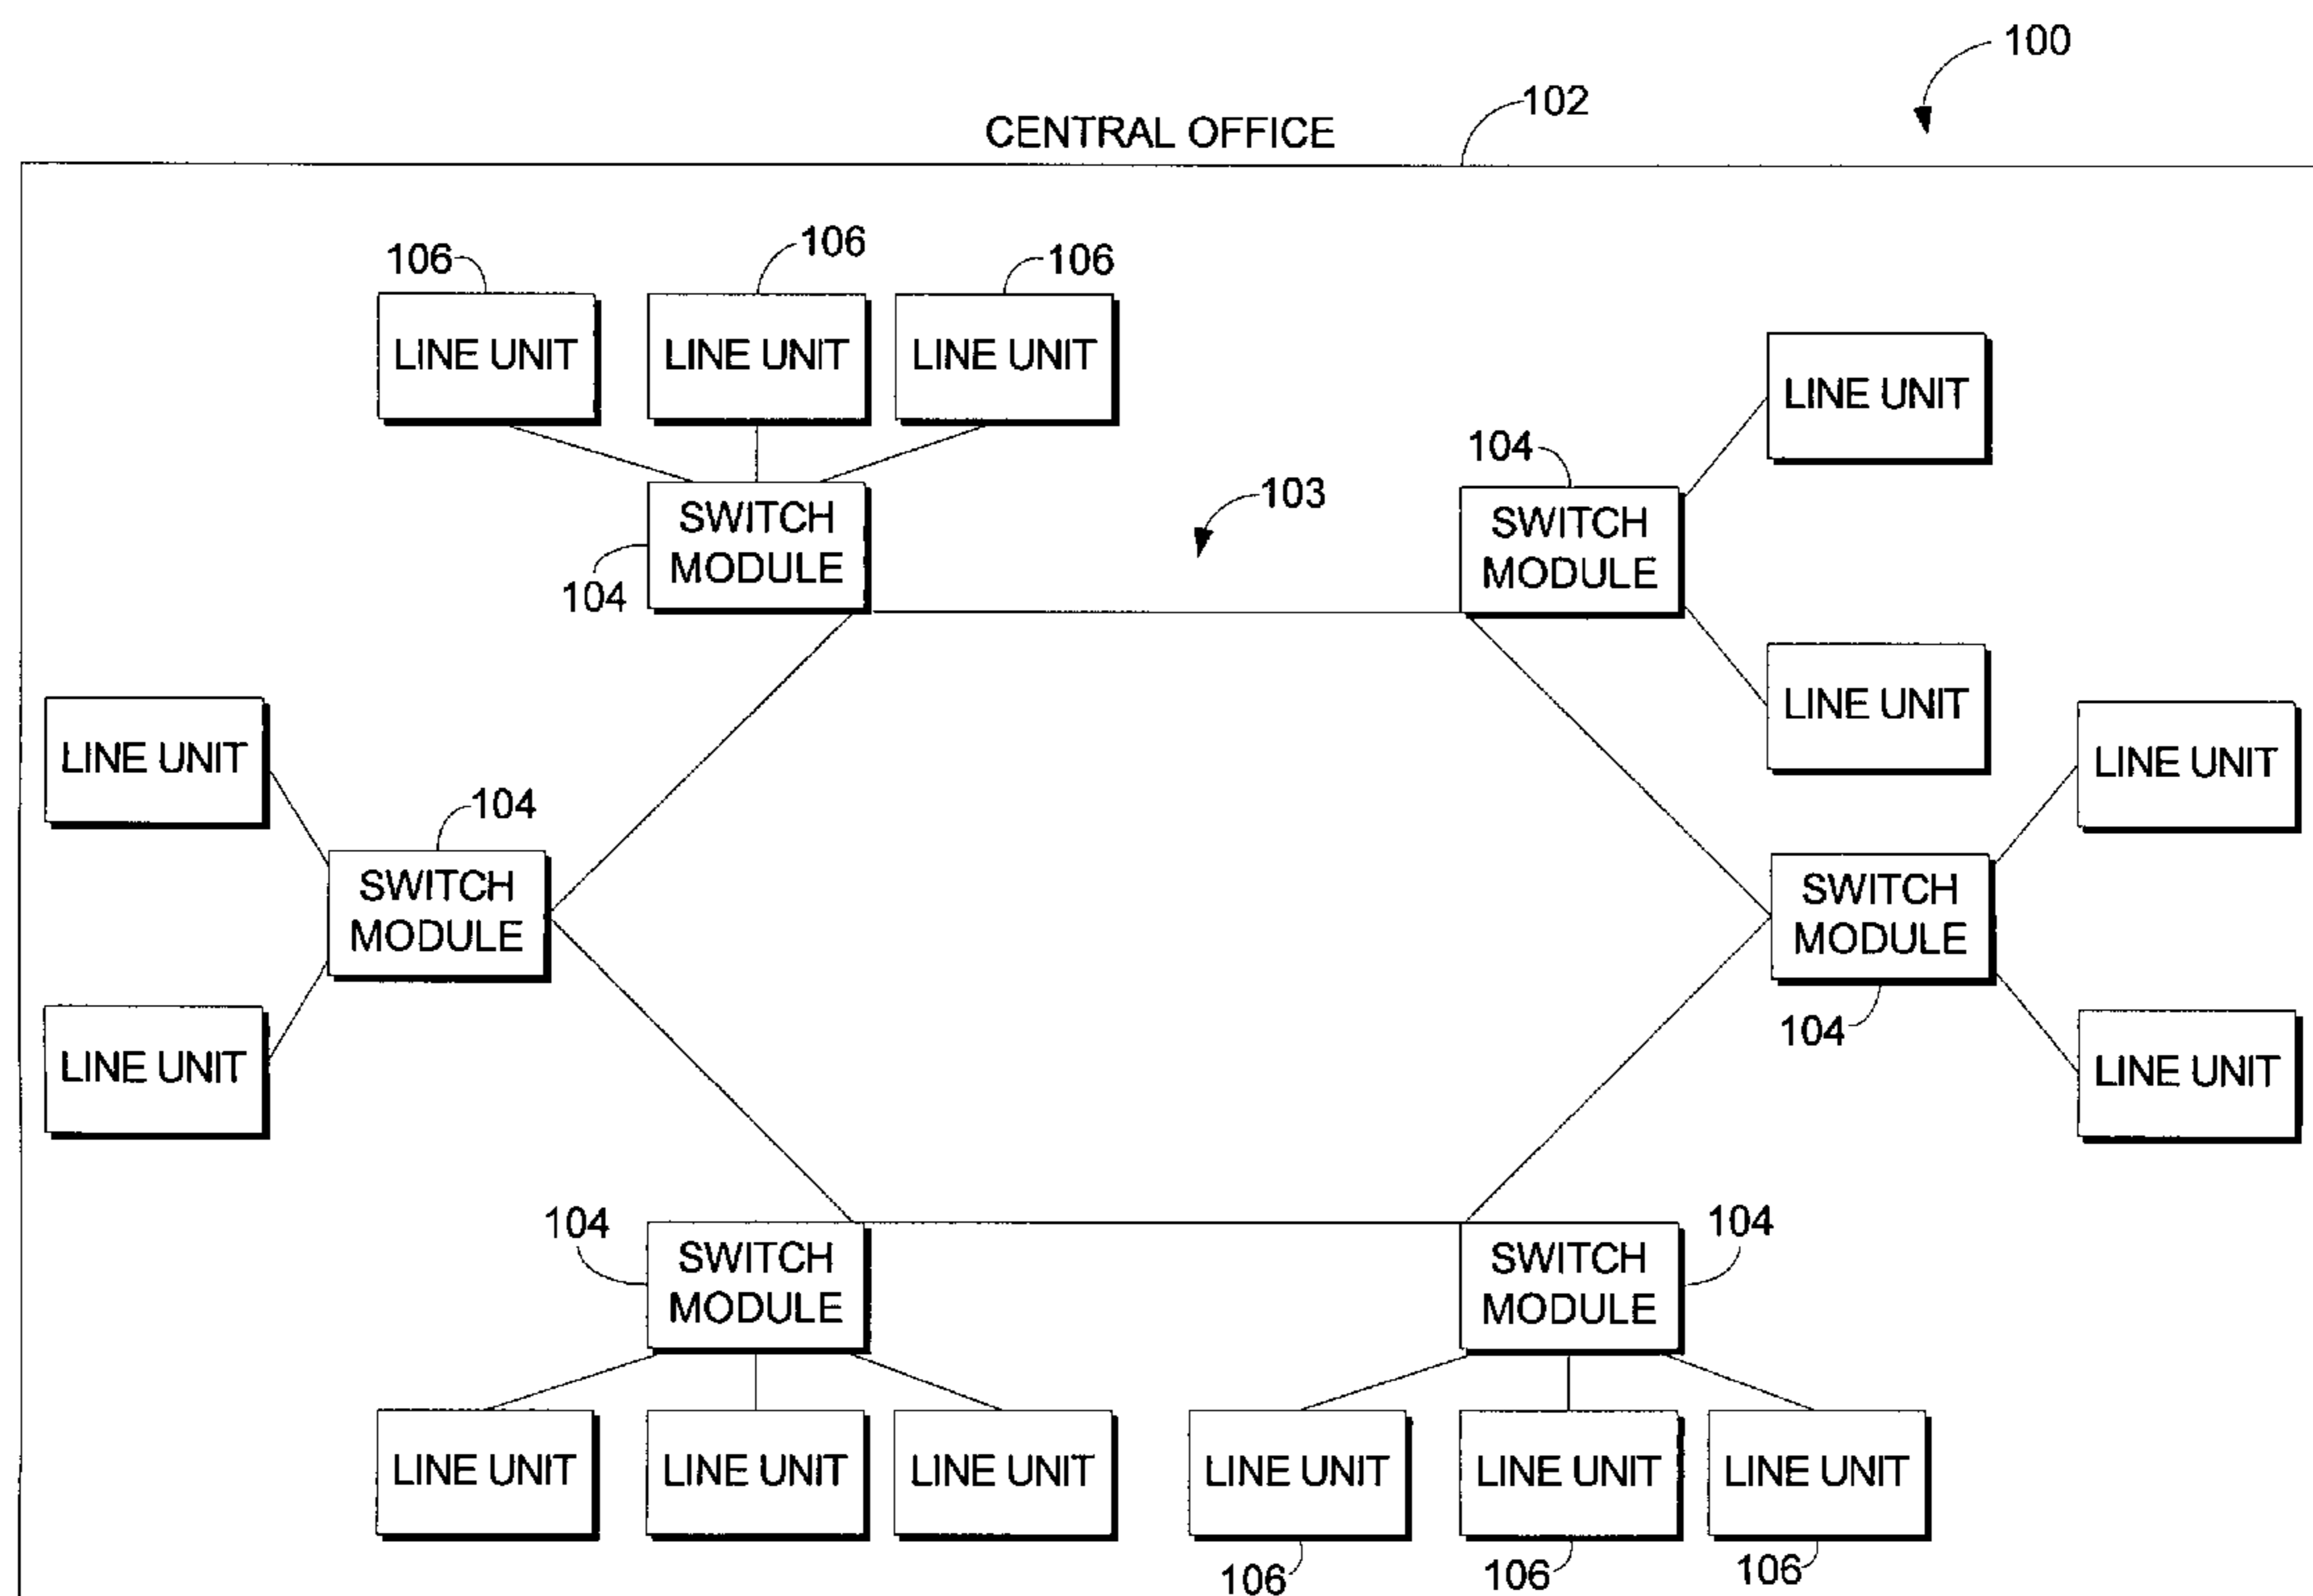 100
102
CENTRAL OFFICE
106
106
106
LINE UNIT
LINE UNIT
LINE UNIT
LINE UNIT
104
103
SWITCH
MODULE
104
SWITCH
MODULE
LINE UNIT
LINE UNIT
LINE UNIT
104
SWITCH
MODULE
SWITCH
MODULE
104
LINE UNIT
LINE UNIT
104
SWITCH
MODULE
SWITCH
MODULE
104
LINE UNIT
LINE UNIT
LINE UNIT
LINE UNIT
LINE UNIT
LINE UNIT
106
106
106